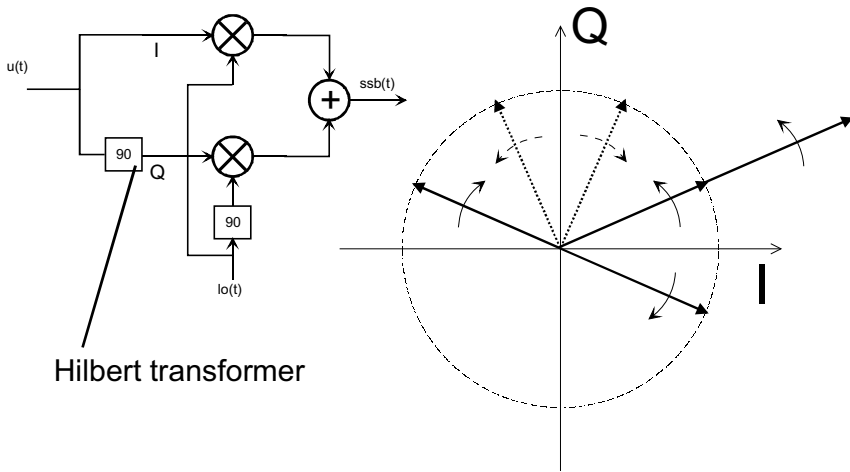 u(t)
I
90
Q
90
lo(t)
+
ssb(t)
Hilbert transformer
Q
I